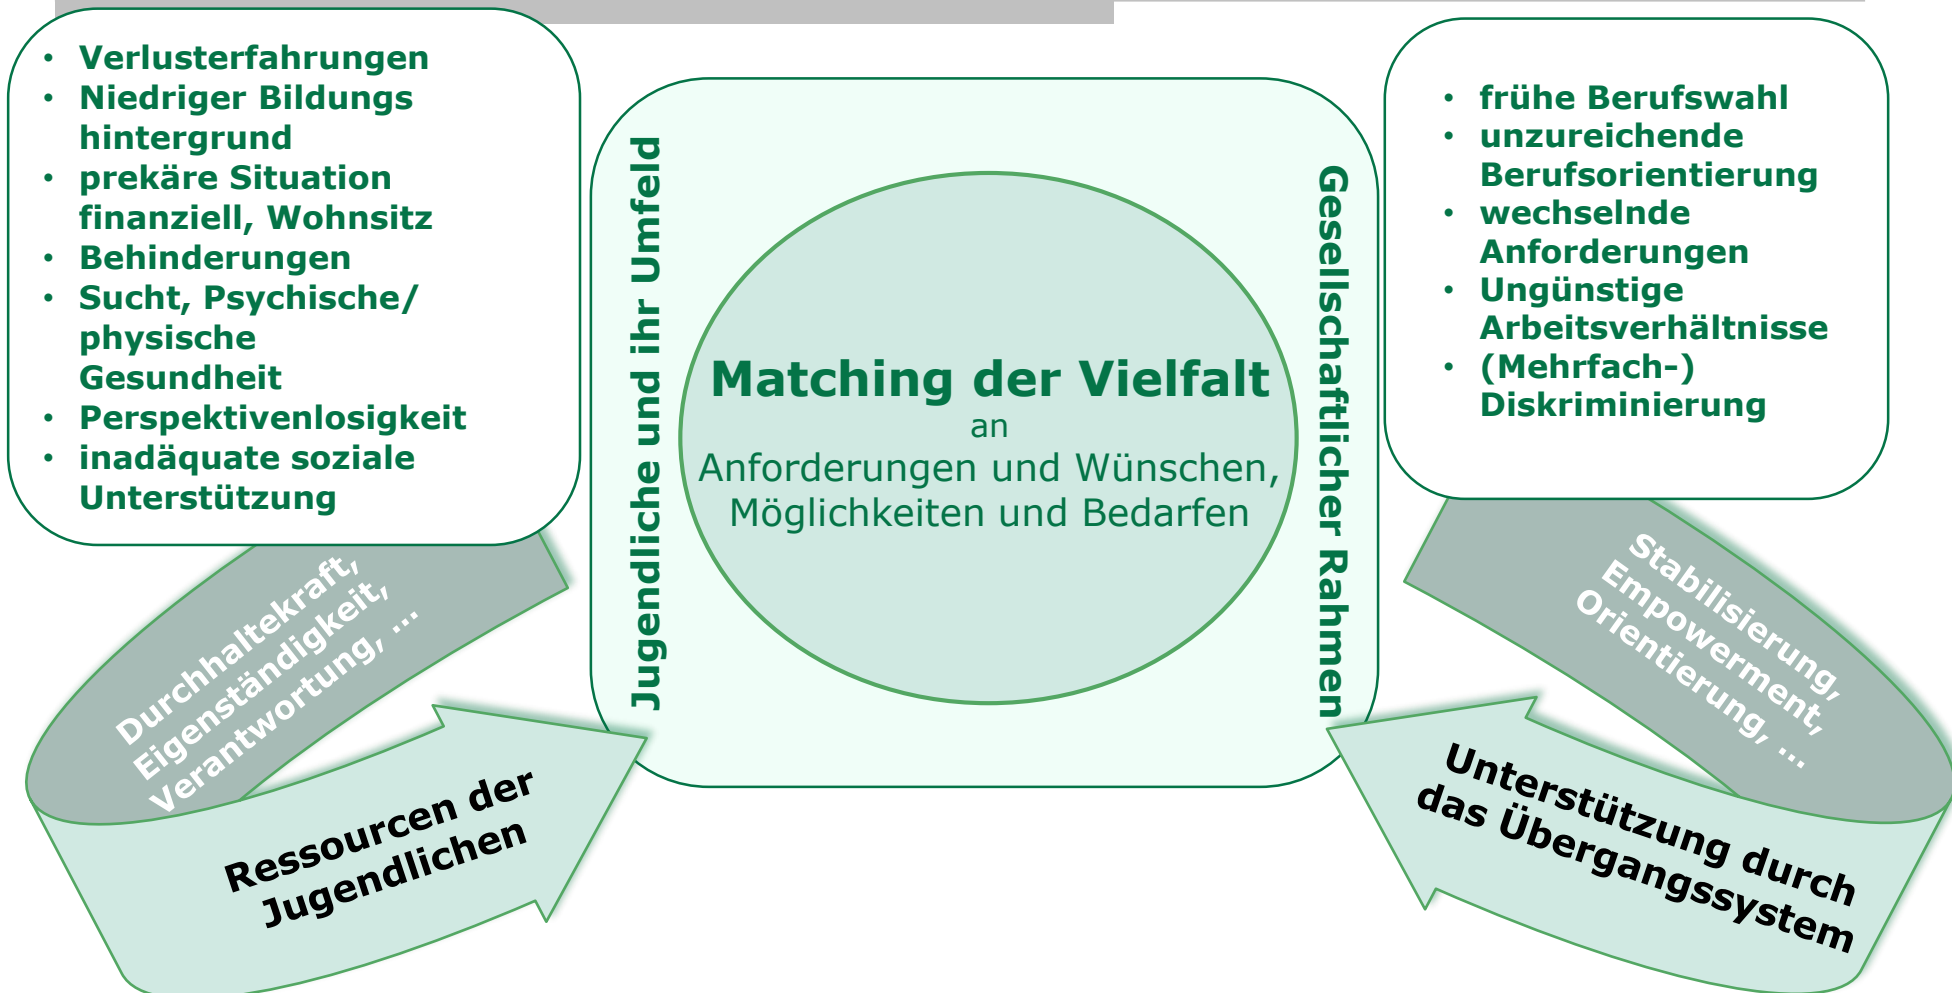 • Verlusterfahrungen
• Niedriger Bildungs
hintergrund
• prekäre Situation
finanziell, Wohnsitz
• Behinderungen
• Sucht, Psychische/
physische
Gesundheit
• Perspektivenlosigkeit
• inadäquate soziale
Unterstützung
Jugendliche und ihr Umfeld
Matching der Vielfalt
an
Anforderungen und Wünschen,
Möglichkeiten und Bedarfen
Gesellschaftlicher Rahmen
• frühe Berufswahl
• unzureichende
Berufsorientierung
• wechselnde
Anforderungen
• Ungünstige
Arbeitsverhältnisse
• (Mehrfach-)
Diskriminierung
Durchhaltekraft,
Eigenständigkeit,
Verantwortung, ...
Ressourcen der
Jugendlichen
Stabilisierung,
Empowerment,
Orientierung, ...
Unterstützung durch
das Übergangssystem